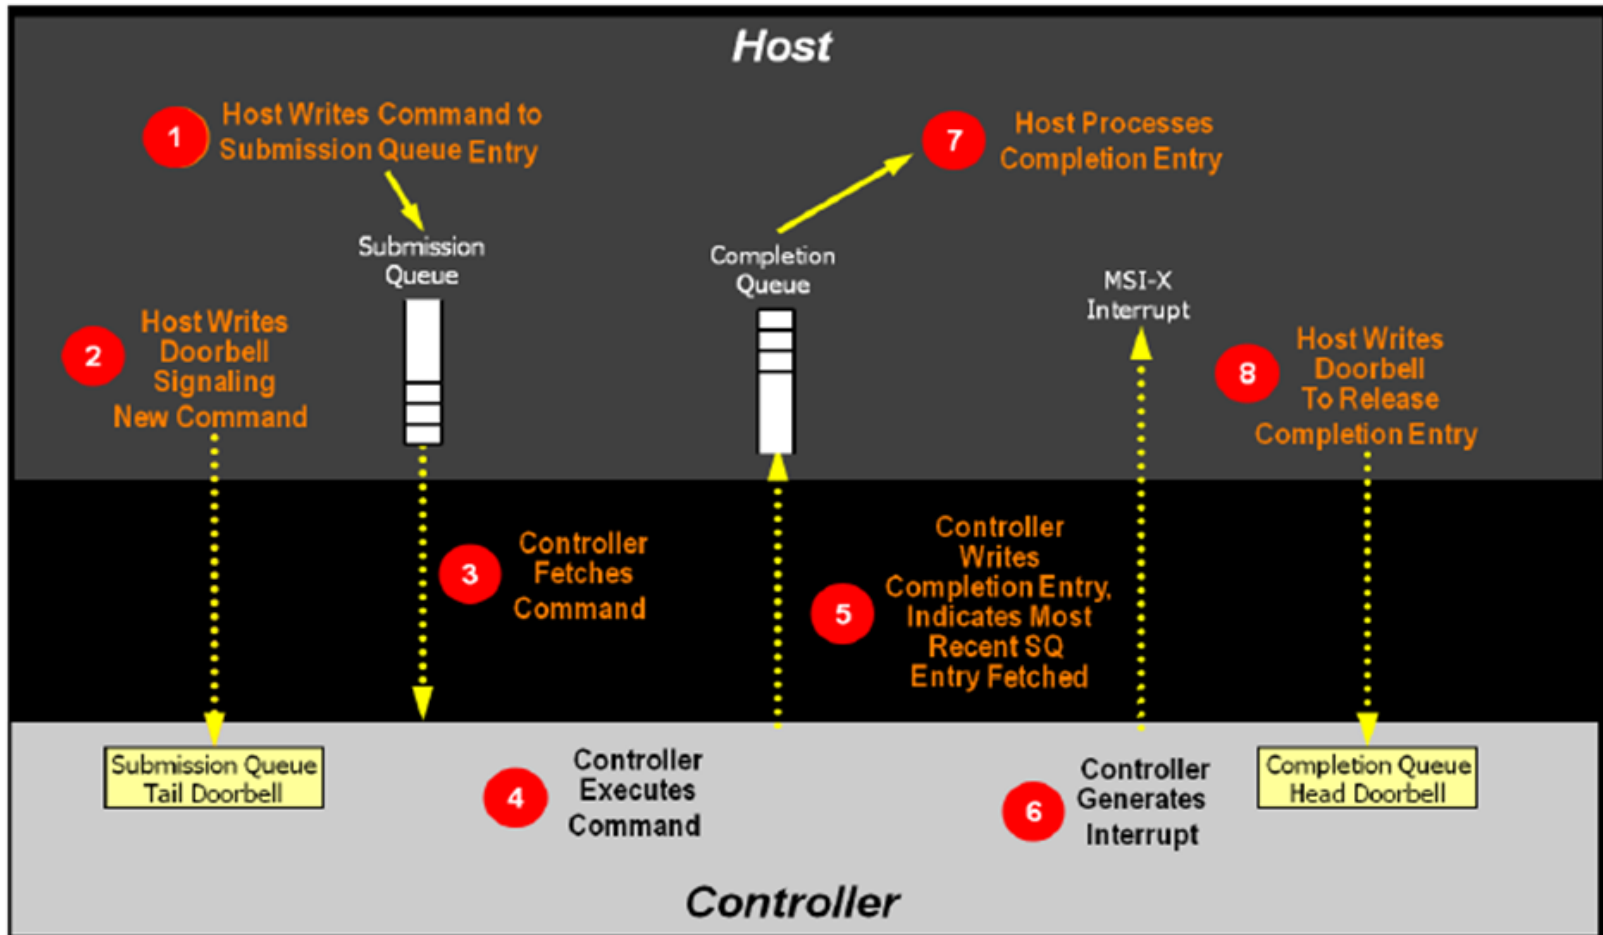 Host
1
Host Writes Command to
Submission Queue Entry
7
Host Processes
Completion Entry
Submission
Queue
Completion
Queue
MSI-X
Interrupt
2
Host Writes
Doorbell
Signaling
New Command
8
Host Writes
Doorbell
To Release
Completion Entry
3
Controller
Fetches
Command
5
Controller
Writes
Completion Entry,
Indicates Most
Recent SQ
Entry Fetched
Submission Queue
Tail Doorbell
4
Controller
Executes
Command
6
Controller
Generates
Interrupt
Completion Queue
Head Doorbell
Controller